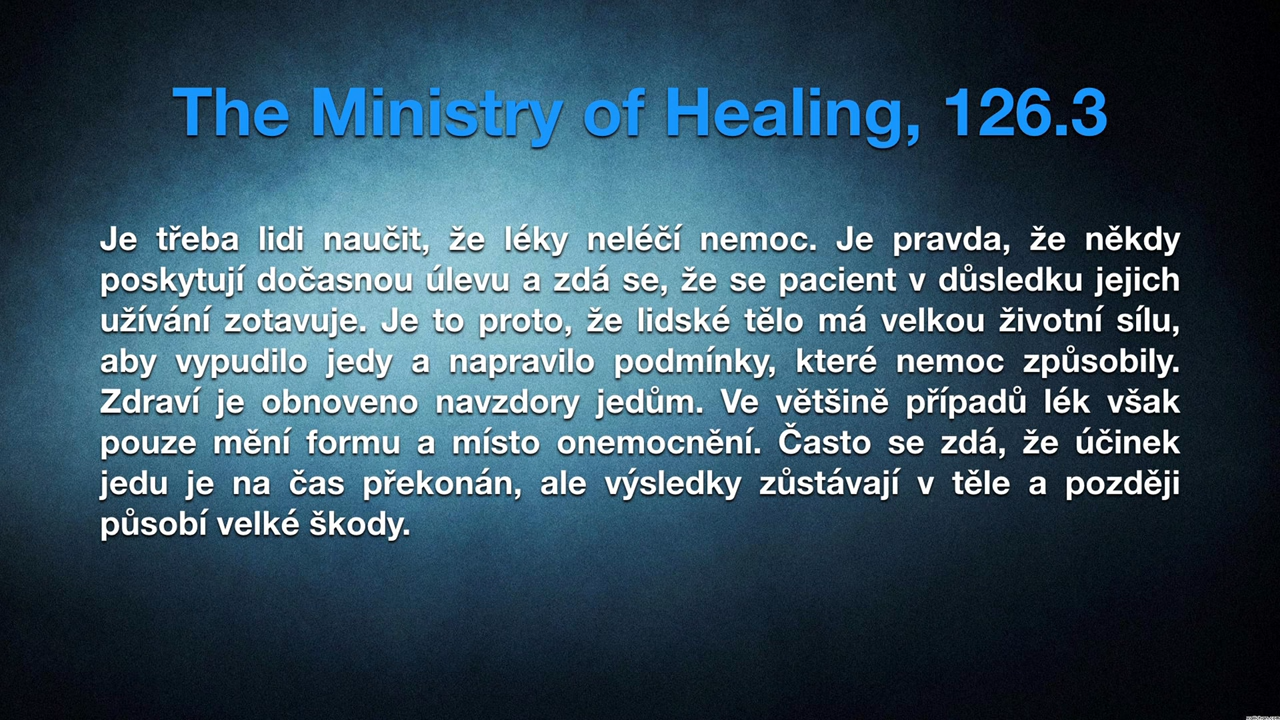 The Ministry of Healing, 126.3
Je třeba lidi naučit, že léky neléčí nemoc. Je pravda, že někdy
poskytují dočasnou úlevu a zdá se, že se pacient v důsledku jejich
užívání zotavuje. Je to proto, že lidské tělo má velkou životní sílu,
aby vypudilo jedy a napravilo podmínky, které nemoc způsobily.
Zdraví je obnoveno navzdory jedům. Ve většině případů lék však
pouze mění formu a místo onemocnění. Často se zdá, že účinek
jedu je na čas překonán, ale výsledky zůstávají v těle a později
působí velké škody.